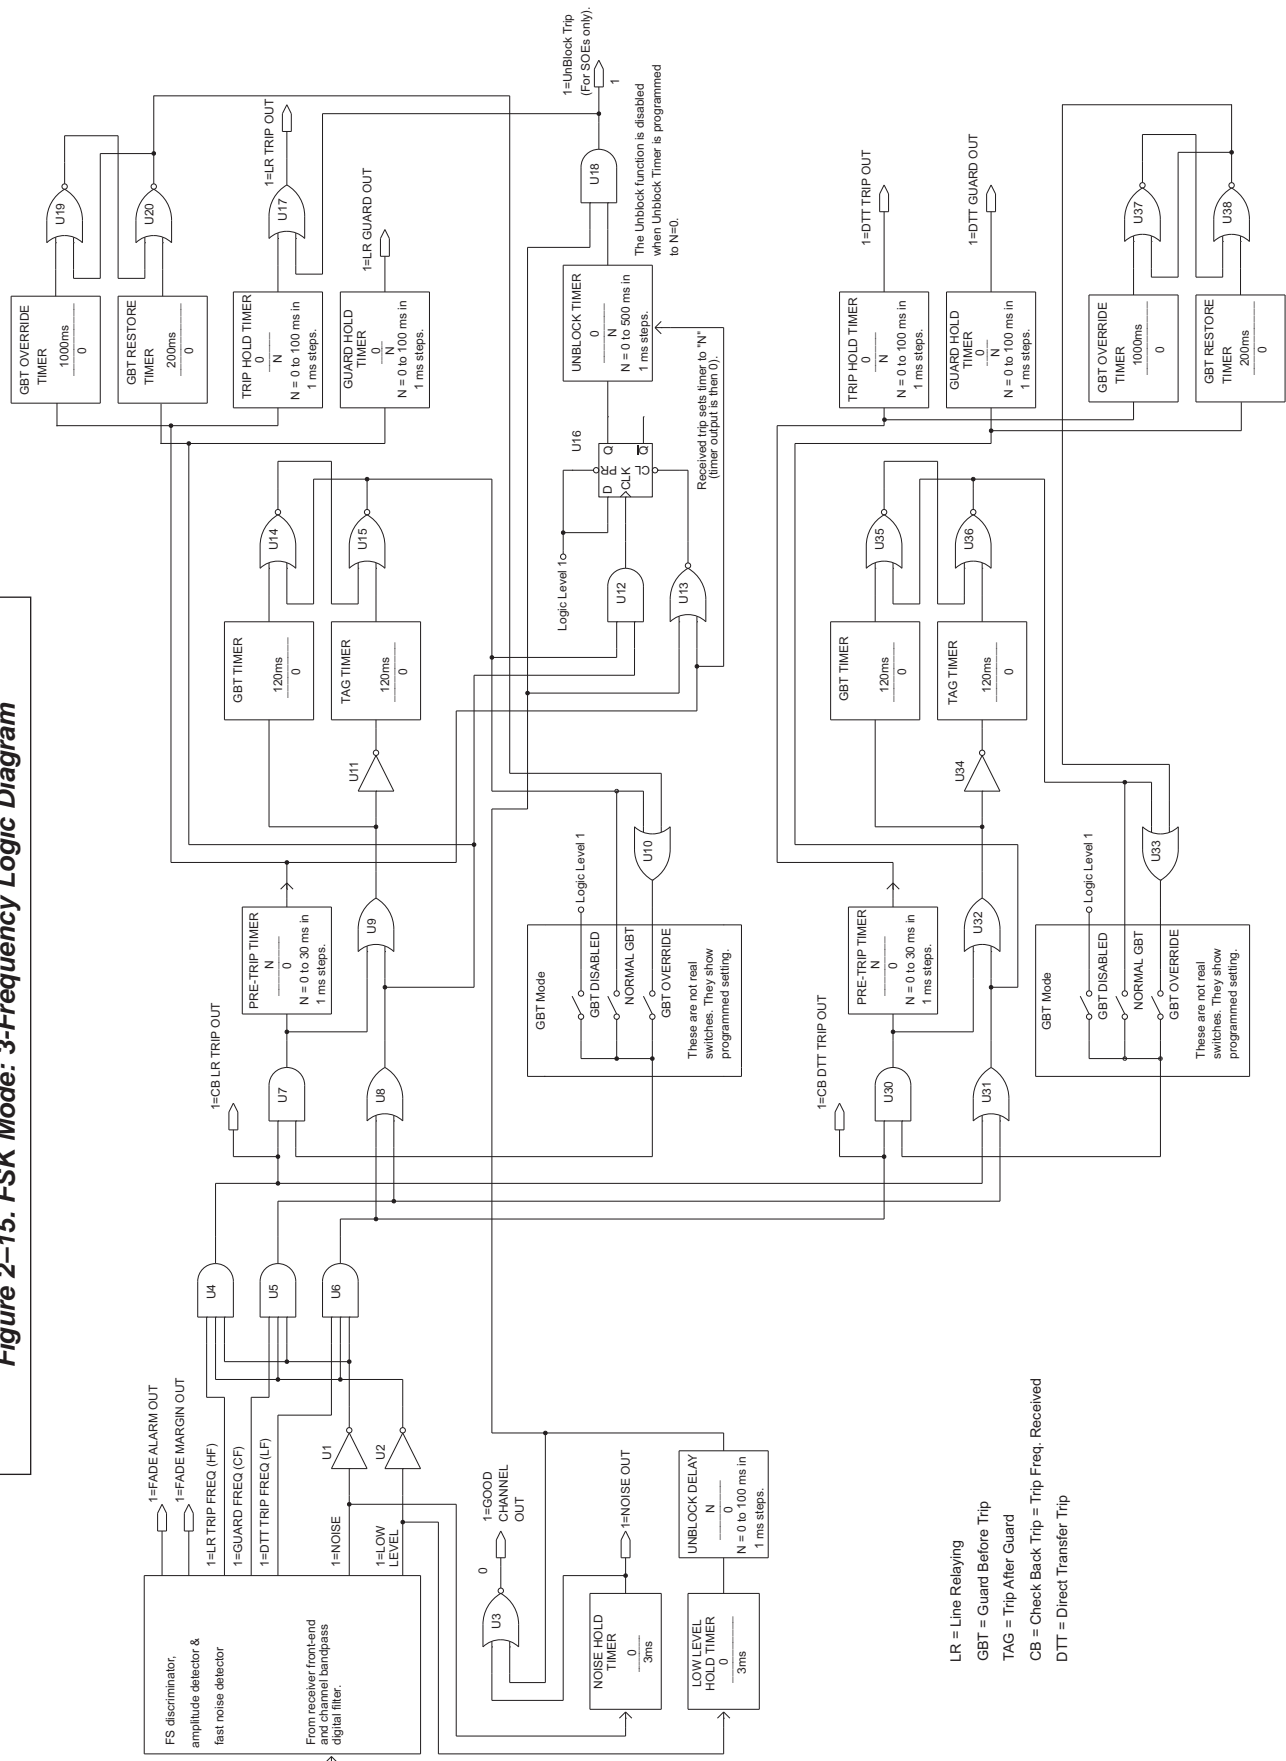 Figure 2–15. FSK Mode: 3-Frequency Logic Diagram
FS discriminator,
amplitude detector &
fast noise detector
From receiver front-end
and channel bandpass
digital filter.
1=FADE ALARM OUT
1=FADE MARGIN OUT
1=LR TRIP FREQ (HF)
1=GUARD FREQ (CF)
1=DTT TRIP FREQ (LF)
1=NOISE
1=LOW
LEVEL
U1
U2
U3
0
1=GOOD
CHANNEL
OUT
NOISE HOLD
TIMER
0
3ms
1=NOISE OUT
LOW LEVEL
HOLD TIMER
0
3ms
UNBLOCK DELAY
N
0
N = 0 to 100 ms in
1 ms steps.
U4
U5
U6
1=CB LR TRIP OUT
U7
U8
PRE-TRIP TIMER
N
0
N = 0 to 30 ms in
1 ms steps.
U9
GBT Mode
GBT DISABLED
NORMAL GBT
GBT OVERRIDE
These are not real
switches. They show
programmed setting.
Logic Level 1
U10
U11
GBT TIMER
120ms
0
TAG TIMER
120ms
0
U14
U15
U12
U13
Logic Level 1
U16
D
PR
Q
CLK
CL
Q
Received trip sets timer to "N"
(timer output is then 0).
GBT OVERRIDE
TIMER
1000ms
0
GBT RESTORE
TIMER
200ms
0
TRIP HOLD TIMER
0
N
N = 0 to 100 ms in
1 ms steps.
GUARD HOLD
TIMER
0
N
N = 0 to 100 ms in
1 ms steps.
UNBLOCK TIMER
0
N
N = 0 to 500 ms in
1 ms steps.
U19
U20
U17
1=LR TRIP OUT
1=LR GUARD OUT
U18
1=UnBlock Trip
(For SOEs only).
1
The Unblock function is disabled
when Unblock Timer is programmed
to N=0.
1=CB DTT TRIP OUT
U30
U31
PRE-TRIP TIMER
N
0
N = 0 to 30 ms in
1 ms steps.
U32
GBT Mode
GBT DISABLED
NORMAL GBT
GBT OVERRIDE
These are not real
switches. They show
programmed setting.
Logic Level 1
U33
U34
GBT TIMER
120ms
0
TAG TIMER
120ms
0
U35
U36
TRIP HOLD TIMER
0
N
N = 0 to 100 ms in
1 ms steps.
GUARD HOLD
TIMER
0
N
N = 0 to 100 ms in
1 ms steps.
GBT OVERRIDE
TIMER
1000ms
0
GBT RESTORE
TIMER
200ms
0
1=DTT TRIP OUT
1=DTT GUARD OUT
U37
U38
LR = Line Relaying
GBT = Guard Before Trip
TAG = Trip After Guard
CB = Check Back Trip = Trip Freq. Received
DTT = Direct Transfer Trip